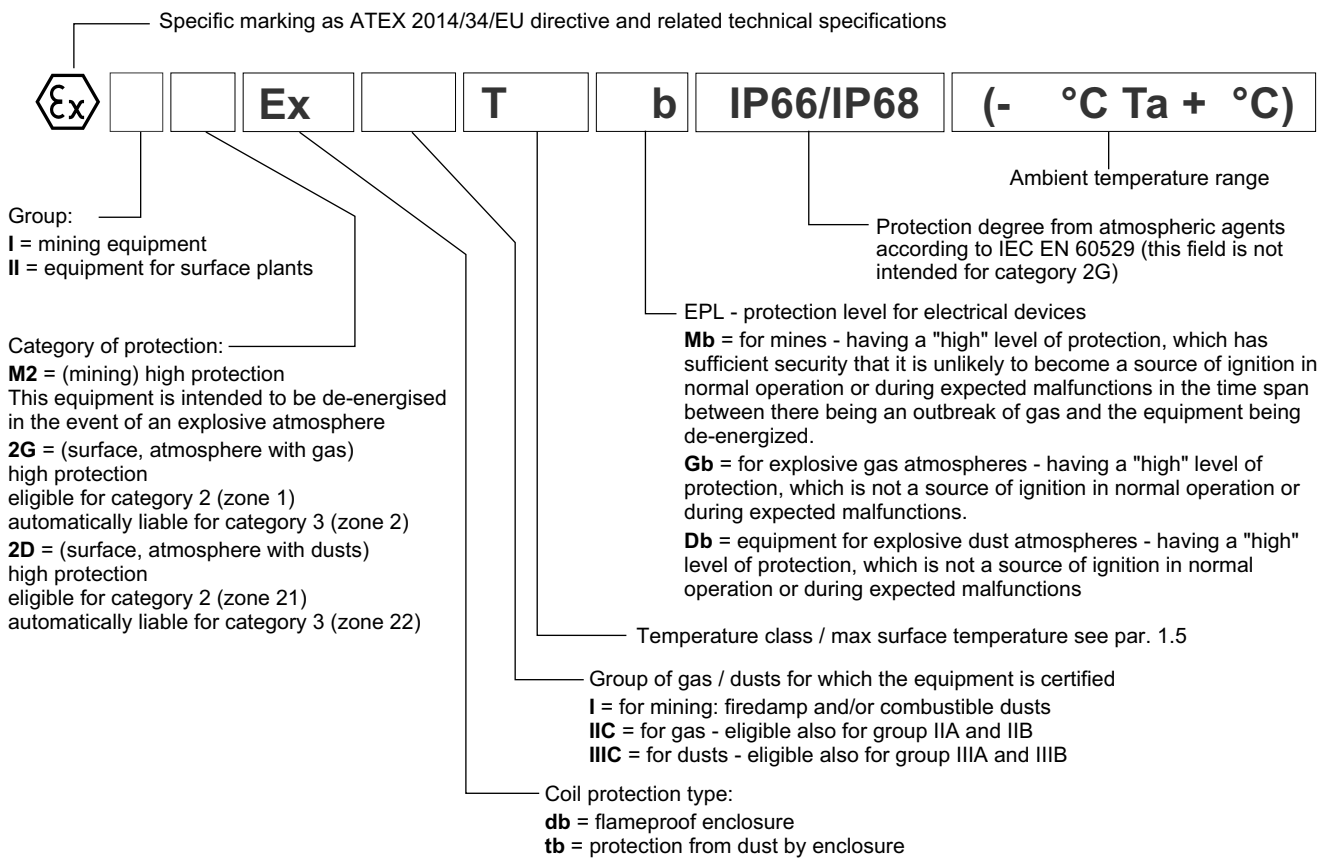 Specific marking as ATEX 2014/34/EU directive and related technical specifications
Ex Ex T b IP66/IP68 (- °C Ta + °C)
Ambient temperature range
Group:
I = mining equipment
II = equipment for surface plants
Protection degree from atmospheric agents
according to IEC EN 60529 (this field is not
intended for category 2G)
EPL - protection level for electrical devices
Mb = for mines - having a "high" level of protection, which has
sufficient security that it is unlikely to become a source of ignition in
normal operation or during expected malfunctions in the time span
between there being an outbreak of gas and the equipment being
de-energized.
Gb = for explosive gas atmospheres - having a "high" level of
protection, which is not a source of ignition in normal operation or
during expected malfunctions.
Db = equipment for explosive dust atmospheres - having a "high"
level of protection, which is not a source of ignition in normal
operation or during expected malfunctions
Category of protection:
M2 = (mining) high protection
This equipment is intended to be de-energised
in the event of an explosive atmosphere
2G = (surface, atmosphere with gas)
high protection
eligible for category 2 (zone 1)
automatically liable for category 3 (zone 2)
2D = (surface, atmosphere with dusts)
high protection
eligible for category 2 (zone 21)
automatically liable for category 3 (zone 22)
Temperature class / max surface temperature see par. 1.5
Group of gas / dusts for which the equipment is certified
I = for mining: firedamp and/or combustible dusts
IIC = for gas - eligible also for group IIA and IIB
IIIC = for dusts - eligible also for group IIIA and IIIB
Coil protection type:
db = flameproof enclosure
tb = protection from dust by enclosure